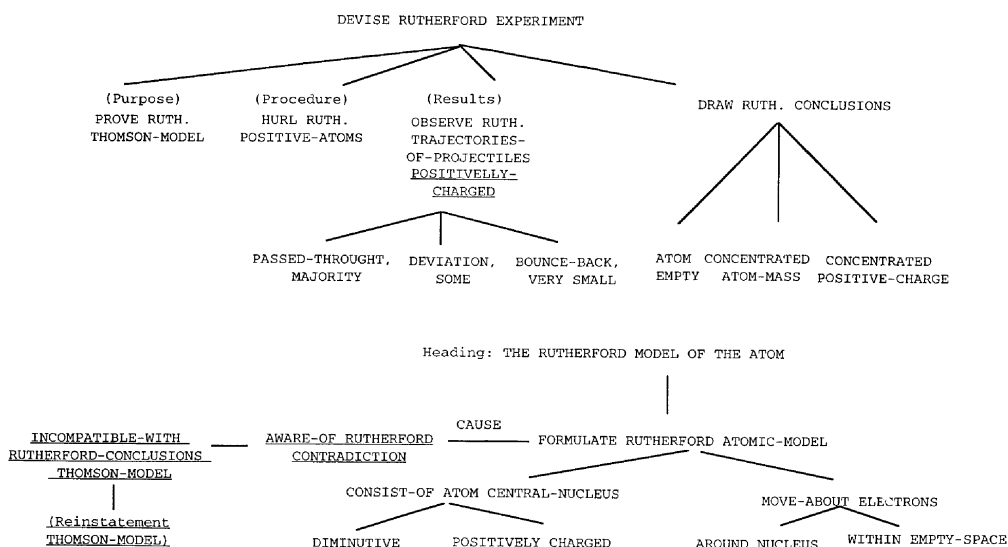 DEVISE RUTHERFORD EXPERIMENT
(Purpose)
PROVE RUTH.
THOMSON-MODEL
(Procedure)
HURL RUTH.
POSITIVE-ATOMS
(Results)
OBSERVE RUTH.
TRAJECTORIES-
OF-PROJECTILES
POSITIVELLY-
CHARGED
DRAW RUTH. CONCLUSIONS
PASSED-THROUGHT,
MAJORITY
DEVIATION,
SOME
BOUNCE-BACK,
VERY SMALL
ATOM
EMPTY
CONCENTRATED
ATOM-MASS
CONCENTRATED
POSITIVE-CHARGE
Heading: THE RUTHERFORD MODEL OF THE ATOM
INCOMPATIBLE-WITH
RUTHERFORD-CONCLUSIONS
THOMSON-MODEL
AWARE-OF RUTHERFORD
CONTRADICTION
CAUSE
FORMULATE RUTHERFORD ATOMIC-MODEL
(Reinstatement
THOMSON-MODEL)
CONSIST-OF ATOM CENTRAL-NUCLEUS
MOVE-ABOUT ELECTRONS
DIMINUTIVE
POSITIVELY CHARGED
AROUND NUCLEUS
WITHIN EMPTY-SPACE